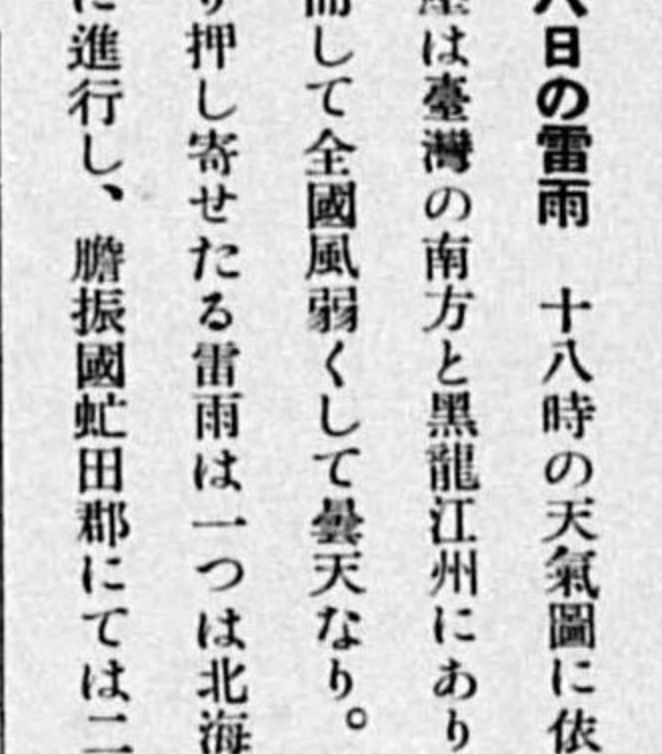 八日の雷雨　十八時の天氣圖に依
は臺灣の南方と黑龍江州にあり
而して全國風弱くして曇天なり。
り押し寄せたる雷雨は一つは北海
に進行し、膽振國虻田郡にては二